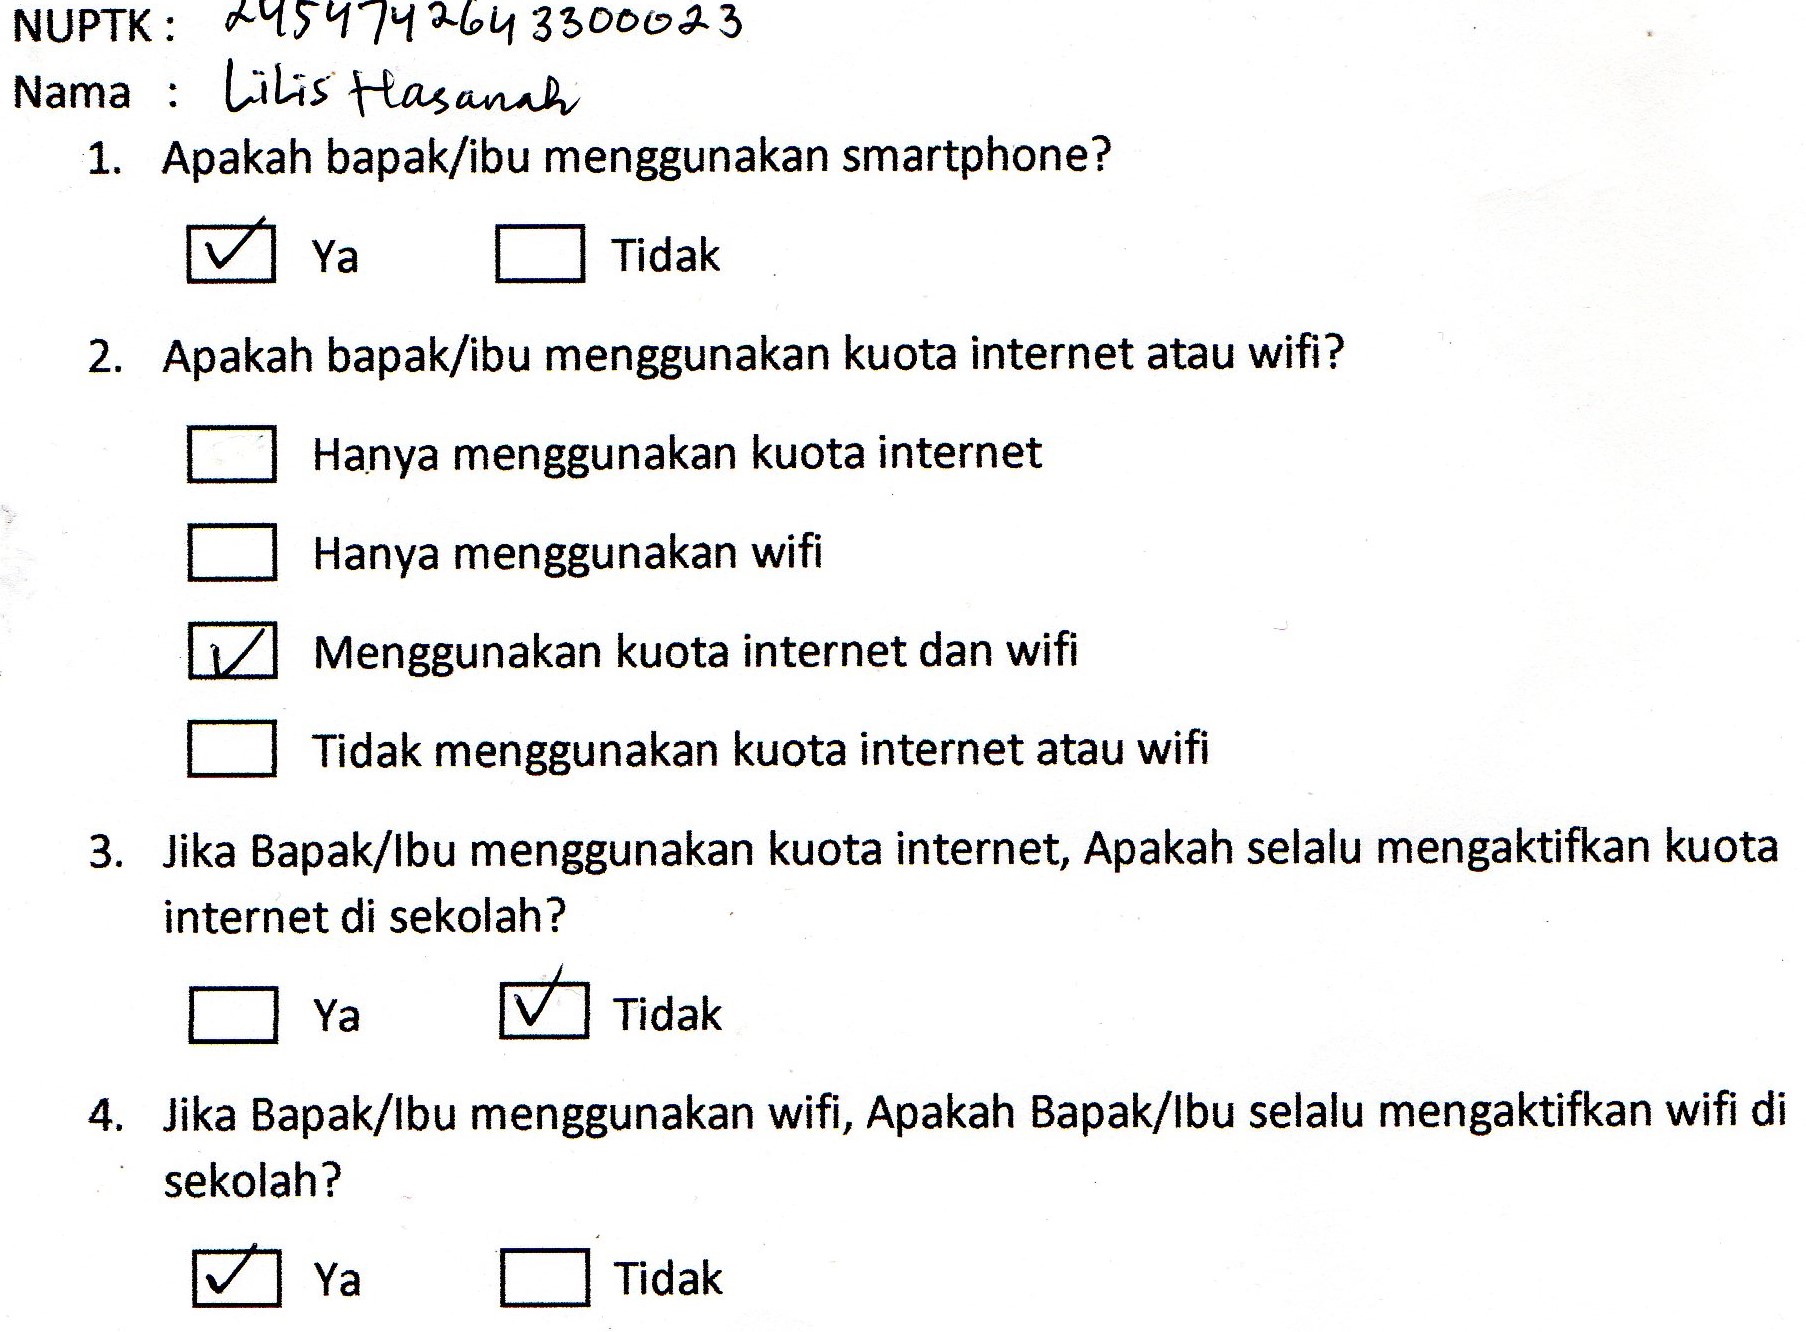 NUPTK : 2454742643300023
Nama : Lilis Hasanah
1. Apakah bapak/ibu menggunakan smartphone?
✓ Ya Tidak
2. Apakah bapak/ibu menggunakan kuota internet atau wifi?
Hanya menggunakan kuota internet
Hanya menggunakan wifi
✓ Menggunakan kuota internet dan wifi
Tidak menggunakan kuota internet atau wifi
3. Jika Bapak/Ibu menggunakan kuota internet, Apakah selalu mengaktifkan kuota
internet di sekolah?
Ya ✓ Tidak
4. Jika Bapak/Ibu menggunakan wifi, Apakah Bapak/Ibu selalu mengaktifkan wifi di
sekolah?
✓ Ya Tidak